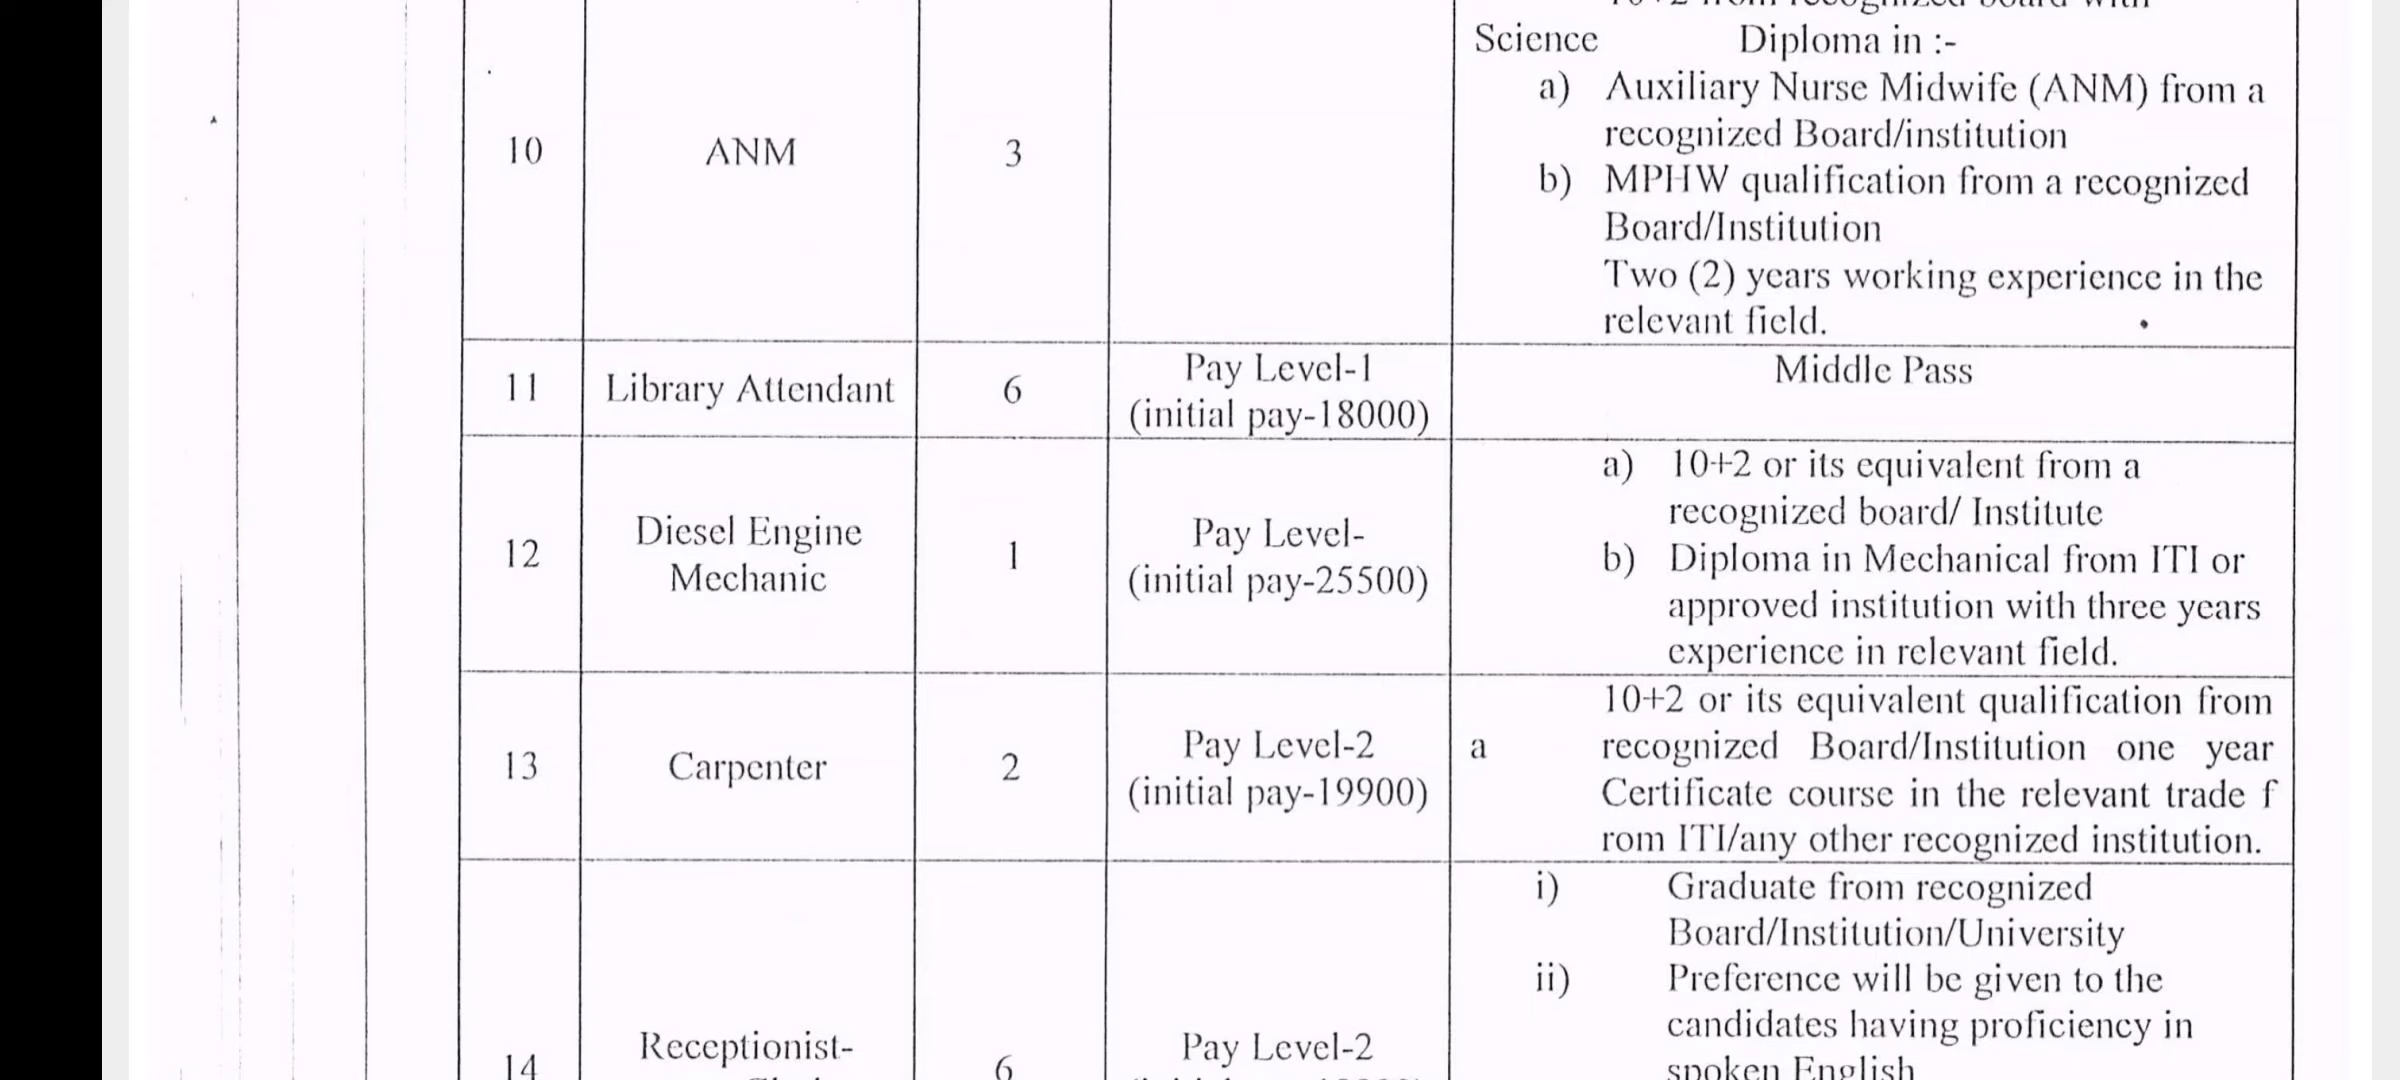 Science Diploma in :-
a) Auxiliary Nurse Midwife (ANM) from a
recognized Board/institution
10 ANM 3
b) MPHW qualification from a recognized
Board/Institution
Two (2) years working experience in the
relevant field.
11 Library Attendant 6
Pay Level-1
(initial pay-18000)
Middle Pass
12
Diesel Engine
Mechanic
1
Pay Level-
(initial pay-25500)
a) 10+2 or its equivalent from a
recognized board/ Institute
b) Diploma in Mechanical from ITI or
approved institution with three years
experience in relevant field.
13 Carpenter 2
Pay Level-2
(initial pay-19900)
a
10+2 or its equivalent qualification from
recognized Board/Institution one year
Certificate course in the relevant trade f
rom ITI/any other recognized institution.
14
Receptionist-
6
Pay Level-2
i) Graduate from recognized
Board/Institution/University
ii) Preference will be given to the
candidates having proficiency in
spoken English